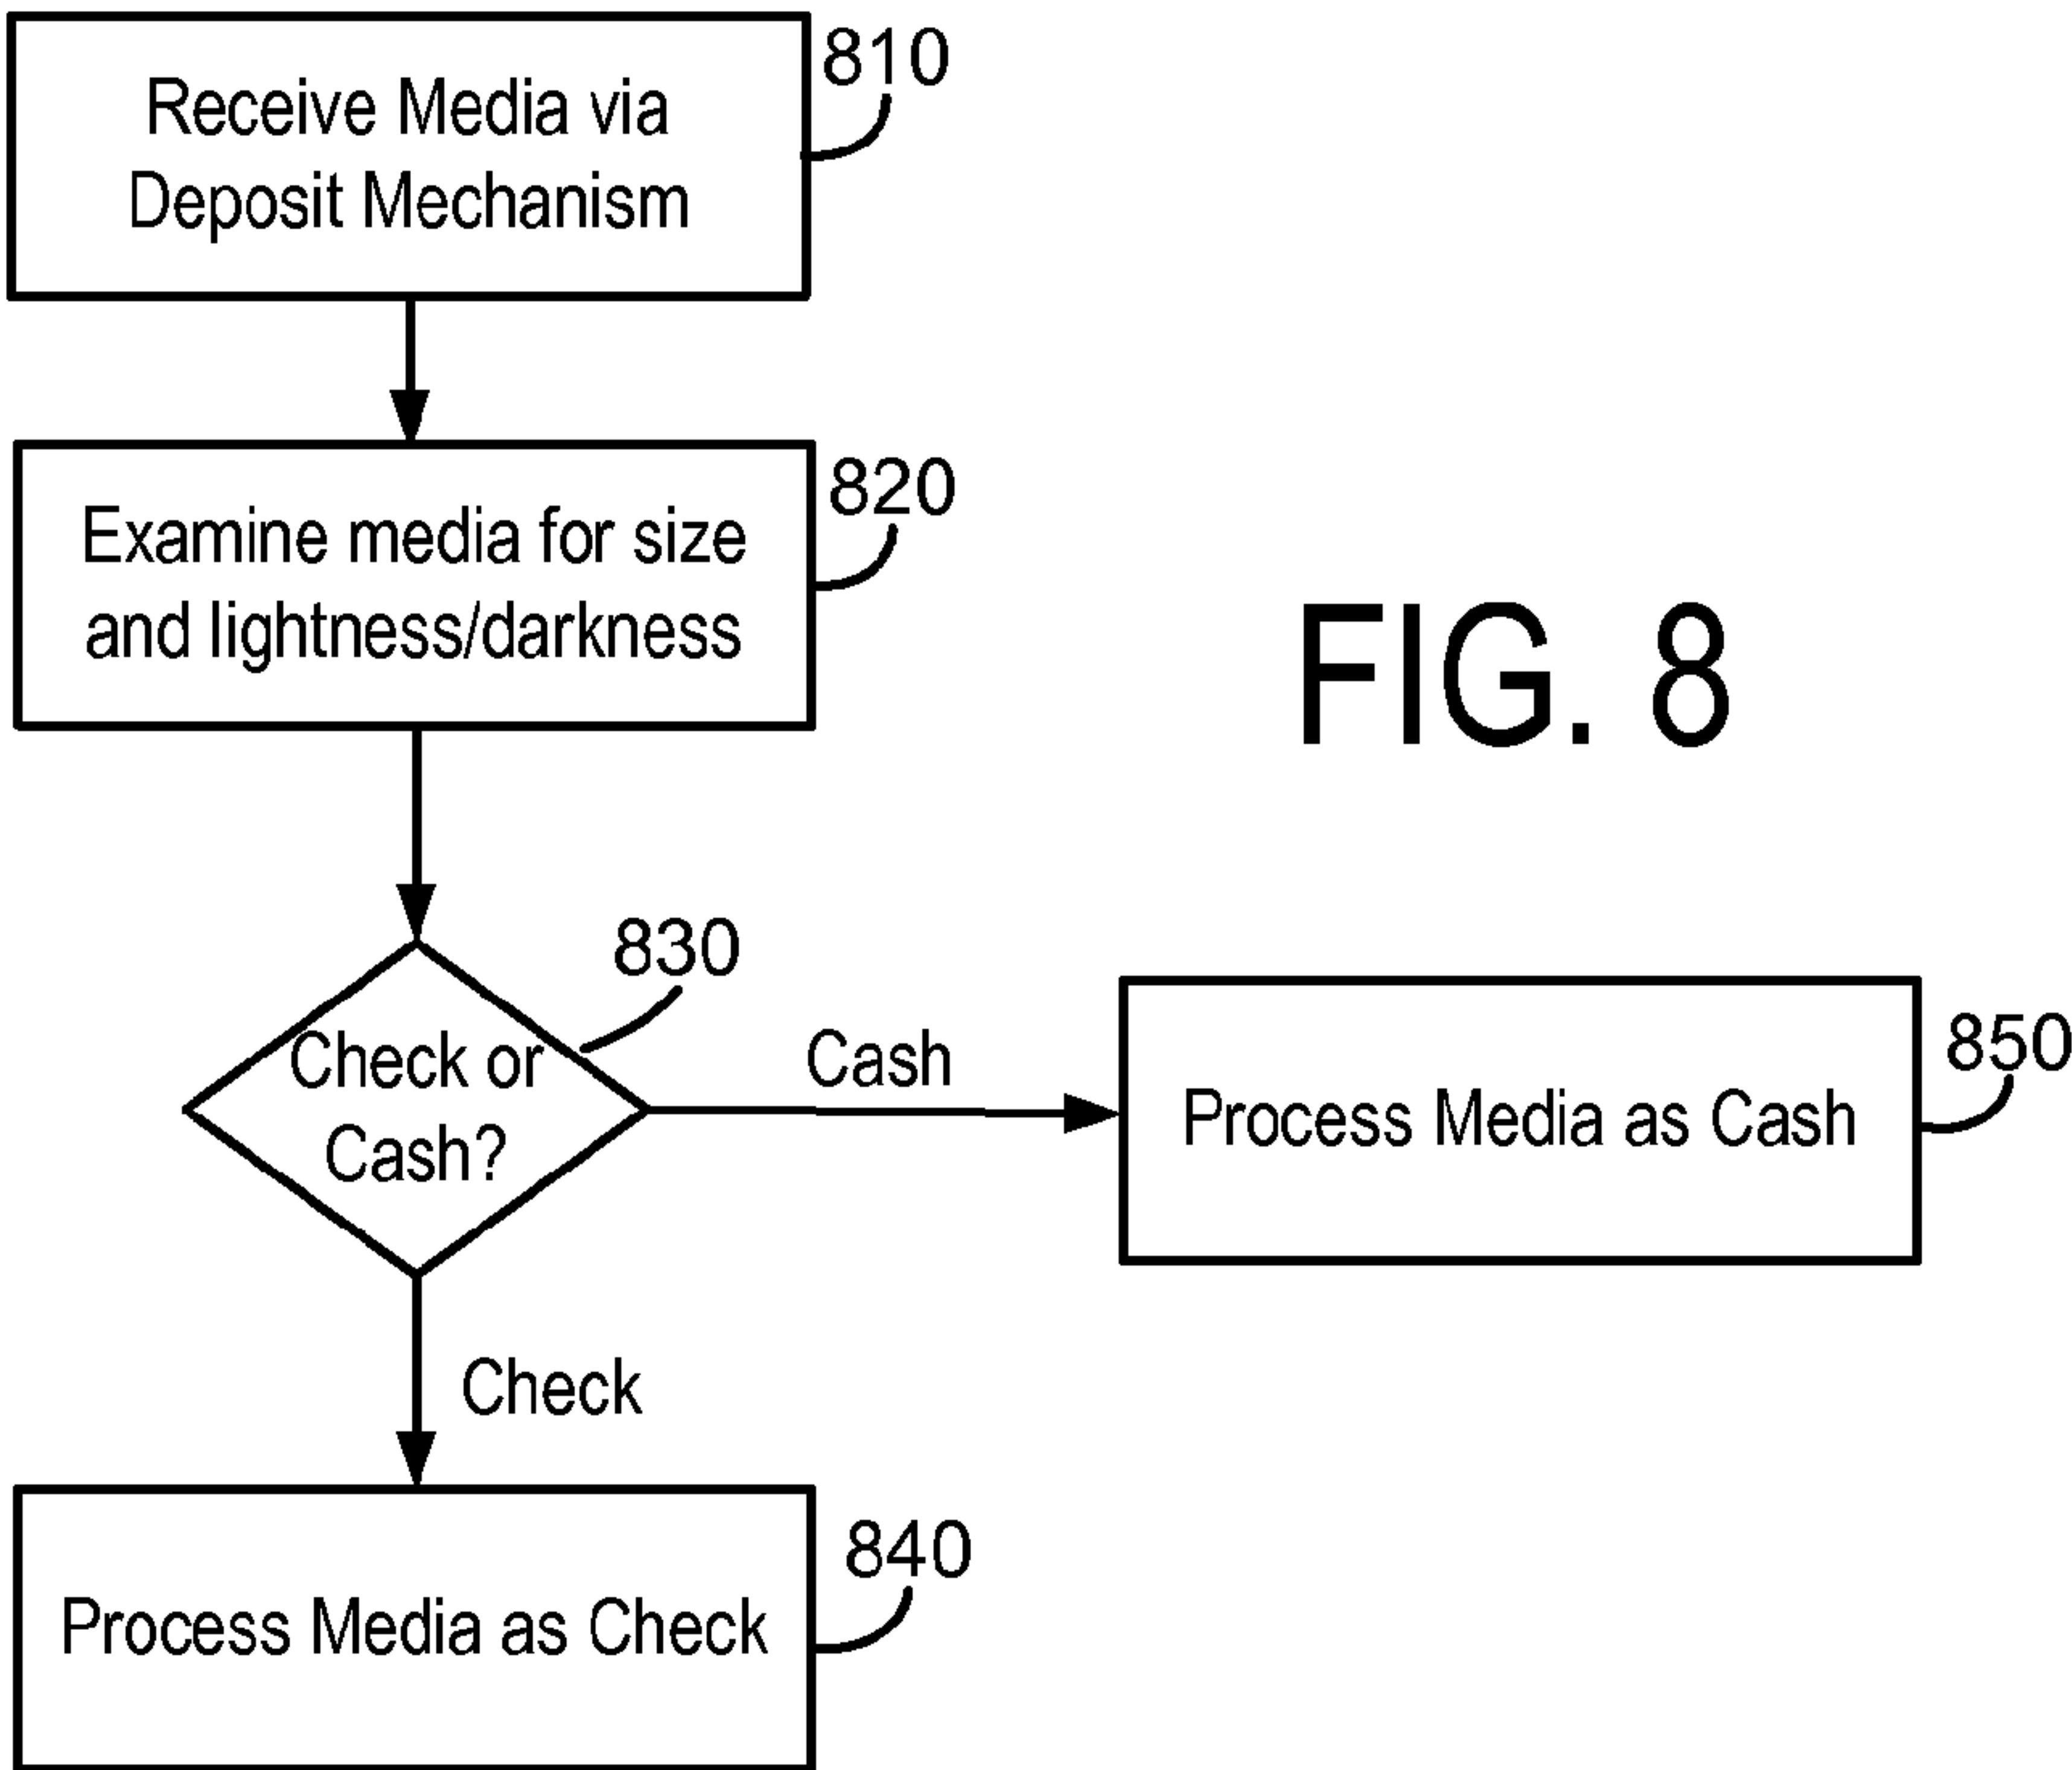 Receive Media via
Deposit Mechanism
810
Examine media for size
and lightness/darkness
820
FIG. 8
Check or
Cash?
830
Cash
Process Media as Cash
850
Check
Process Media as Check
840